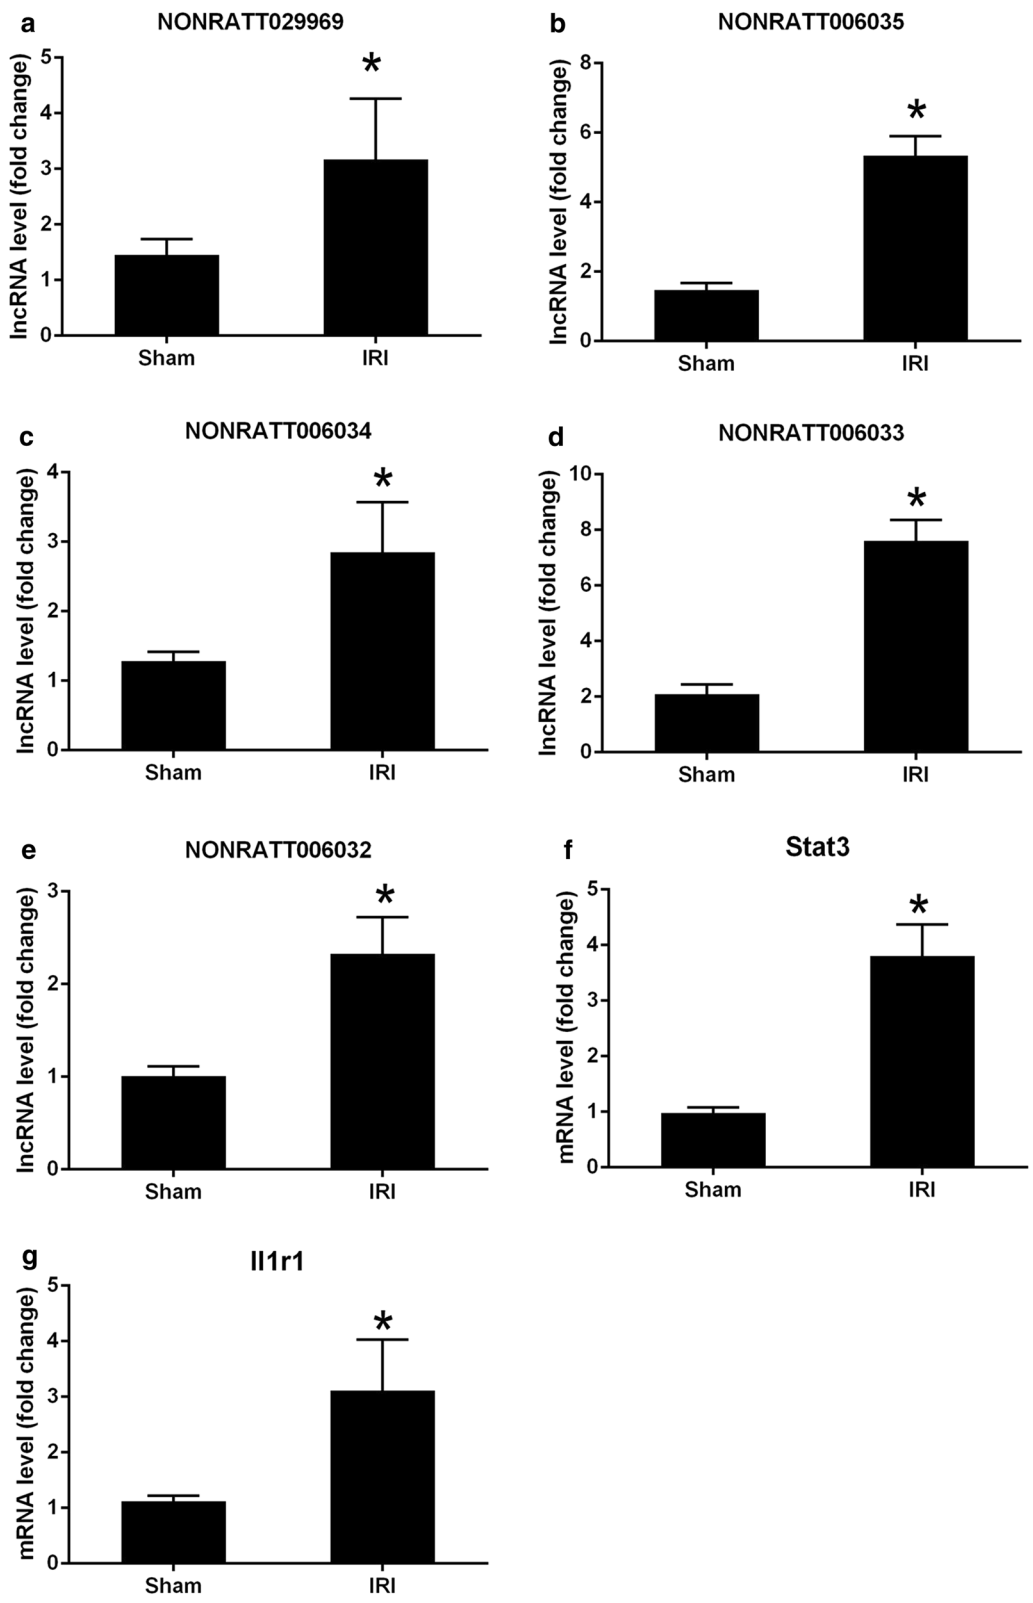 a
NONRATT029969
lncRNA level (fold change)
5
4
3
2
1
0
*
Sham IRI
b
NONRATT006035
lncRNA level (fold change)
8
6
4
2
0
*
Sham IRI
c
NONRATT006034
lncRNA level (fold change)
4
3
2
1
0
*
Sham IRI
d
NONRATT006033
lncRNA level (fold change)
10
8
6
4
2
0
*
Sham IRI
e
NONRATT006032
lncRNA level (fold change)
3
2
1
0
*
Sham IRI
f
Stat3
mRNA level (fold change)
5
4
3
2
1
0
*
Sham IRI
g
Il1r1
mRNA level (fold change)
5
4
3
2
1
0
*
Sham IRI